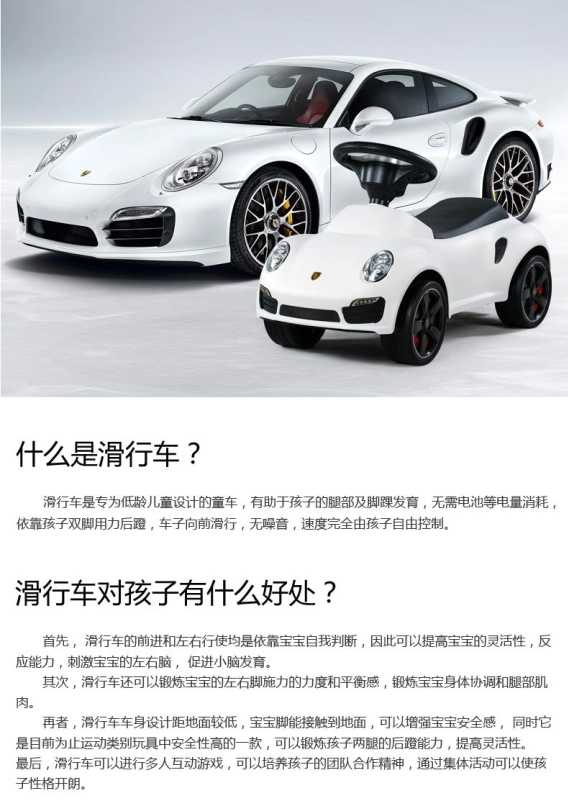 什么是滑行车？
滑行车是专为低龄儿童设计的童车，有助于孩子的腿部及脚踝发育，无需电池等电量消耗，
依靠孩子双脚用力后蹬，车子向前滑行，无噪音，速度完全由孩子自由控制。
滑行车对孩子有什么好处？
首先， 滑行车的前进和左右行使均是依靠宝宝自我判断，因此可以提高宝宝的灵活性，反
应能力，刺激宝宝的左右脑， 促进小脑发育。
其次，滑行车还可以锻炼宝宝的左右脚施力的力度和平衡感，锻炼宝宝身体协调和腿部肌
肉。
再者，滑行车车身设计距地面较低，宝宝脚能接触到地面，可以增强宝宝安全感， 同时它
是目前为止运动类别玩具中安全性高的一款，可以锻炼孩子两腿的后蹬能力，提高灵活性。
最后，滑行车可以进行多人互动游戏，可以培养孩子的团队合作精神，通过集体活动可以使孩
子性格开朗。